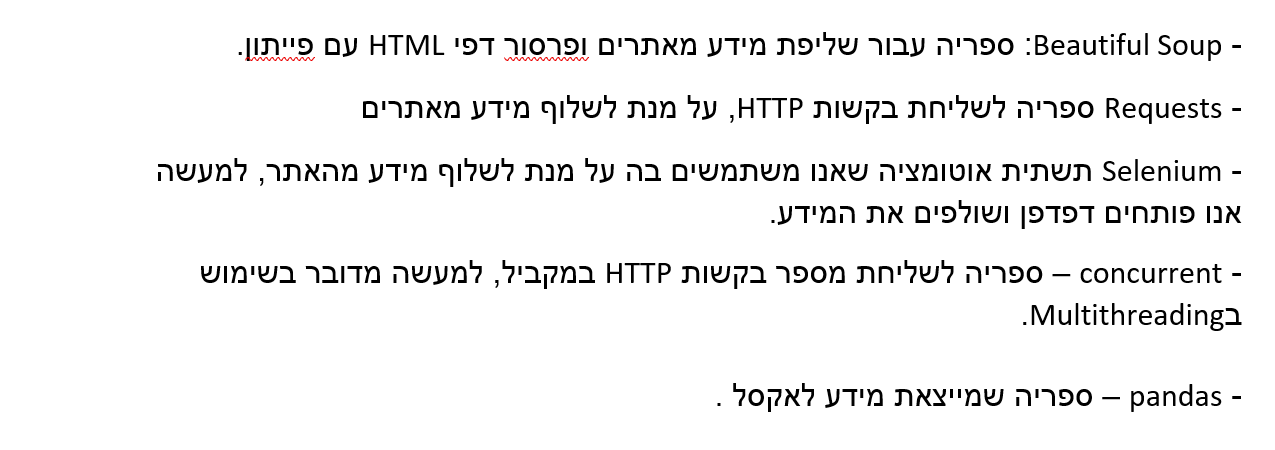 - Beautiful Soup: ספריה עבור שליפת מידע מאתרים ופרסור דפי HTML עם פייתון.
- Requests ספריה לשליחת בקשות HTTP, על מנת לשלוף מידע מאתרים
- Selenium תשתית אוטומציה שאנו משתמשים בה על מנת לשלוף מידע מהאתר, למעשה
אנו פותחים דפדפן ושולפים את המידע.
- concurrent – ספריה לשליחת מספר בקשות HTTP במקביל, למעשה מדובר בשימוש
בMultithreading.
- pandas – ספריה שמייצאת מידע לאקסל .